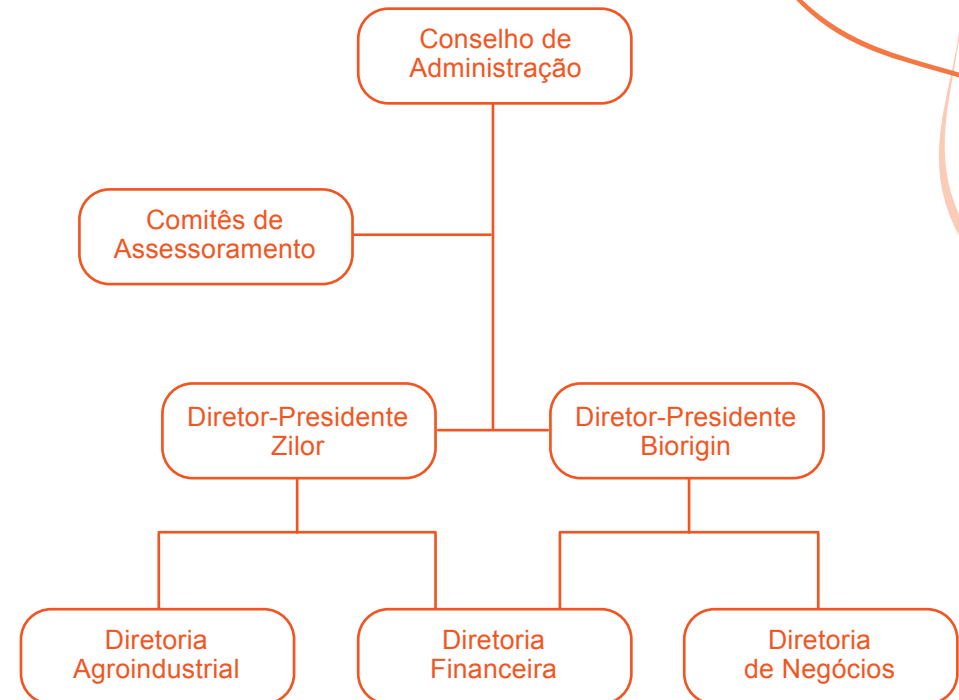 Conselho de
Administração
Comitês de
Assessoramento
Diretor-Presidente
Zilor
Diretor-Presidente
Biorigin
Diretoria
Agroindustrial
Diretoria
Financeira
Diretoria
de Negócios